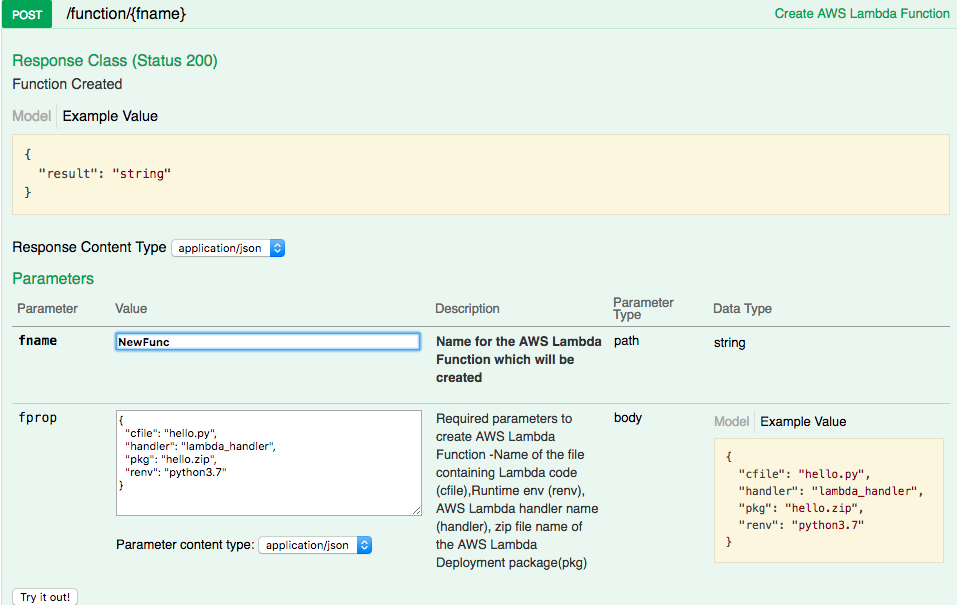 POST /function/{fname} Create AWS Lambda Function
Response Class (Status 200)
Function Created
Model Example Value
{
"result": "string"
}
Response Content Type application/json
Parameters
Parameter Value Description Parameter Type Data Type
fname NewFunc Name for the AWS Lambda path string
Function which will be
created
fprop
{
"cfile": "hello.py",
"handler": "lambda_handler",
"pkg": "hello.zip",
"renv": "python3.7"
}
Parameter content type: application/json
Required parameters to
create AWS Lambda
Function -Name of the file
containing Lambda code
(cfile),Runtime env (renv),
AWS Lambda handler name
(handler), zip file name of
the AWS Lambda
Deployment package(pkg)
body
Model Example Value
{
"cfile": "hello.py",
"handler": "lambda_handler",
"pkg": "hello.zip",
"renv": "python3.7"
}
Try it out!